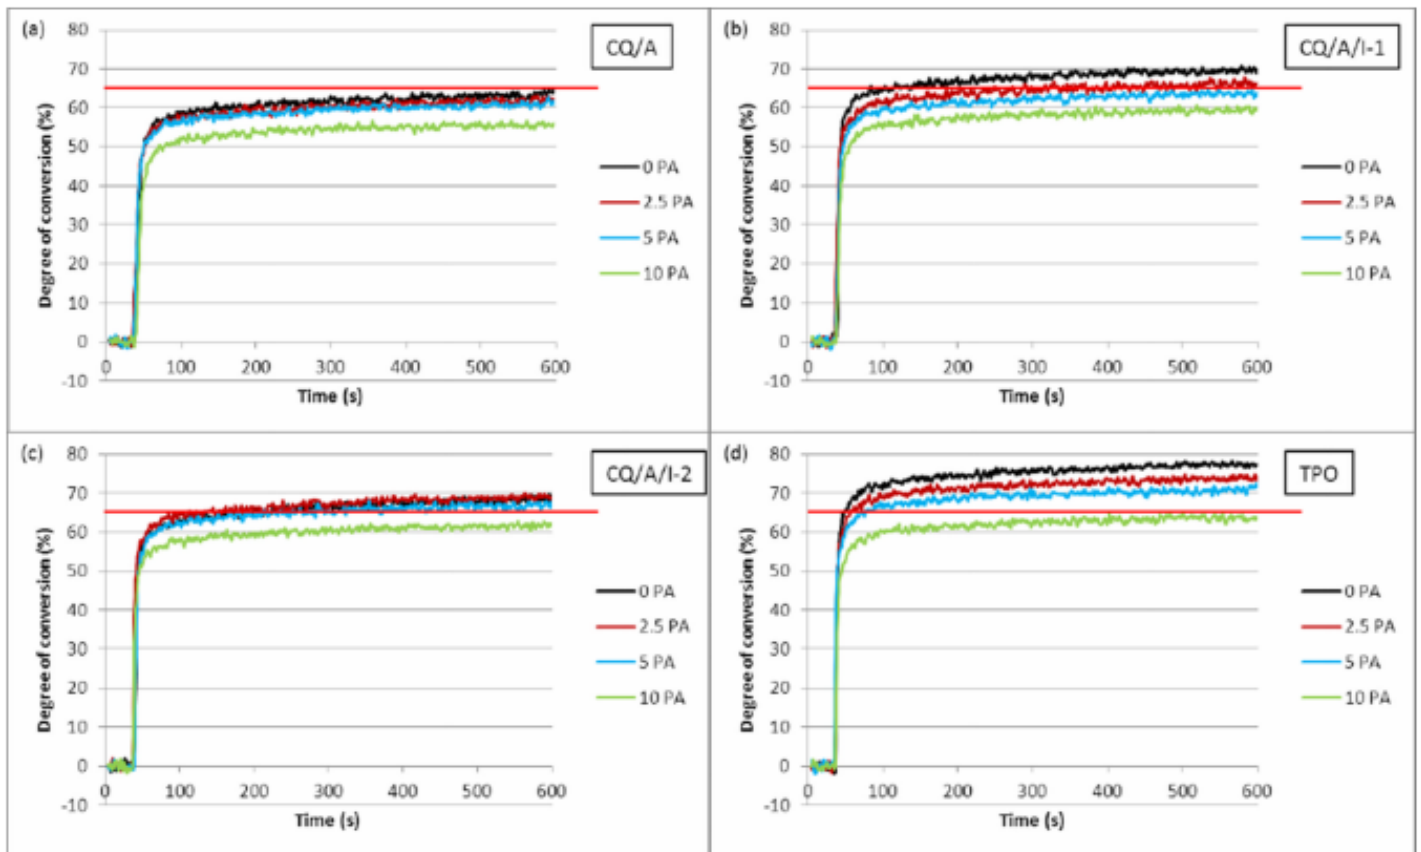 (a)
CQ/A
Degree of conversion (%)
80
70
60
50
40
30
20
10
0
-10
0 100 200 300 400 500 600
Time (s)
0 PA
2.5 PA
5 PA
10 PA
(b)
CQ/A/I-1
Degree of conversion (%)
80
70
60
50
40
30
20
10
0
-10
0 100 200 300 400 500 600
Time (s)
0 PA
2.5 PA
5 PA
10 PA
(c)
CQ/A/I-2
Degree of conversion (%)
80
70
60
50
40
30
20
10
0
-10
0 100 200 300 400 500 600
Time (s)
0 PA
2.5 PA
5 PA
10 PA
(d)
TPO
Degree of conversion (%)
80
70
60
50
40
30
20
10
0
-10
0 100 200 300 400 500 600
Time (s)
0 PA
2.5 PA
5 PA
10 PA